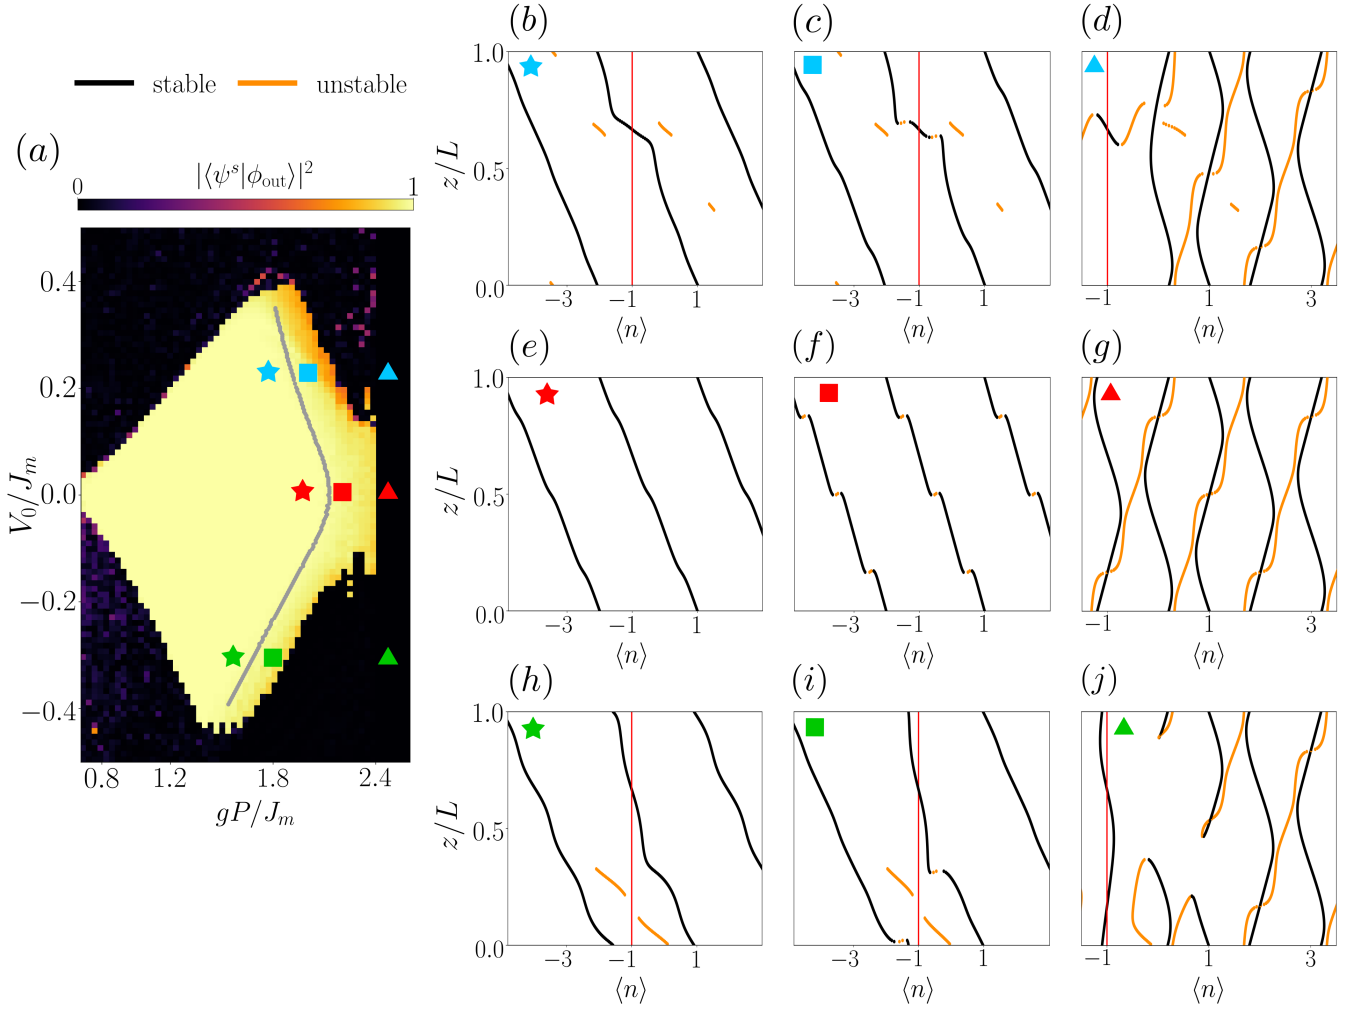 stable unstable
(a)
|⟨ψ^s|ϕ_out⟩|²
0 1
V₀/J_m
0.4
0.2
0.0
−0.2
−0.4
0.8 1.2 1.8 2.4
gP/J_m
(b)
z/L
1.0
0.5
0.0
−3 −1 1
⟨n⟩
(c)
−3 −1 1
⟨n⟩
(d)
−1 1 3
⟨n⟩
(e)
z/L
1.0
0.5
0.0
−3 −1 1
⟨n⟩
(f)
−3 −1 1
⟨n⟩
(g)
−1 1 3
⟨n⟩
(h)
z/L
1.0
0.5
0.0
−3 −1 1
⟨n⟩
(i)
−3 −1 1
⟨n⟩
(j)
−1 1 3
⟨n⟩